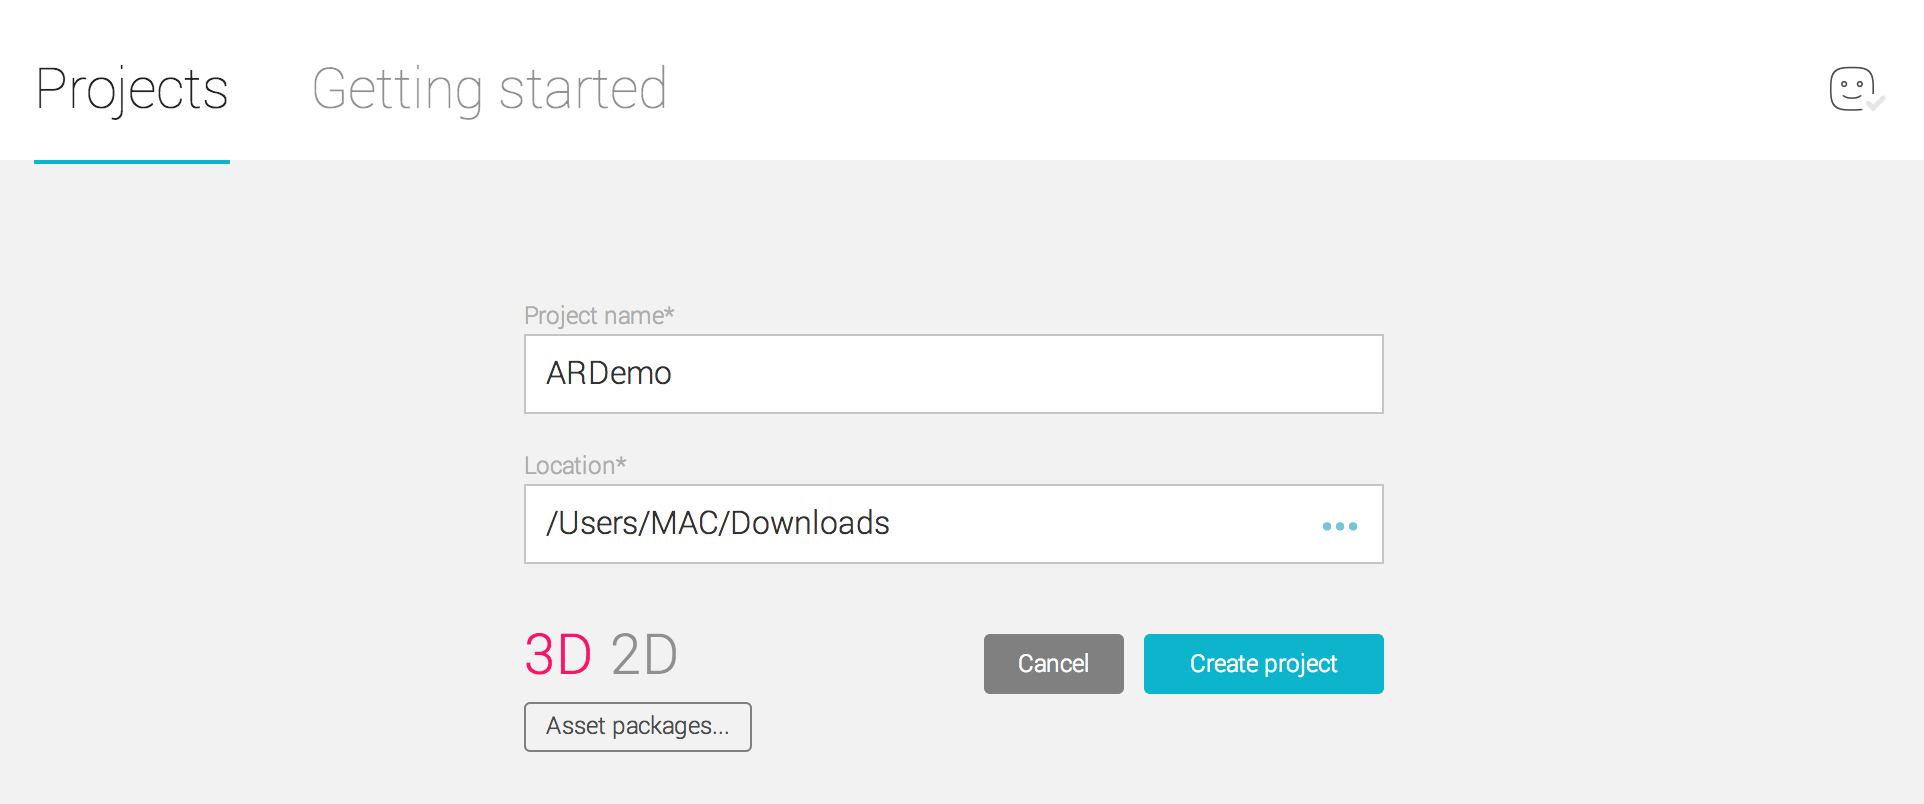 Projects Getting started
Project name*
ARDemo
Location*
/Users/MAC/Downloads
3D 2D
Cancel
Create project
Asset packages...